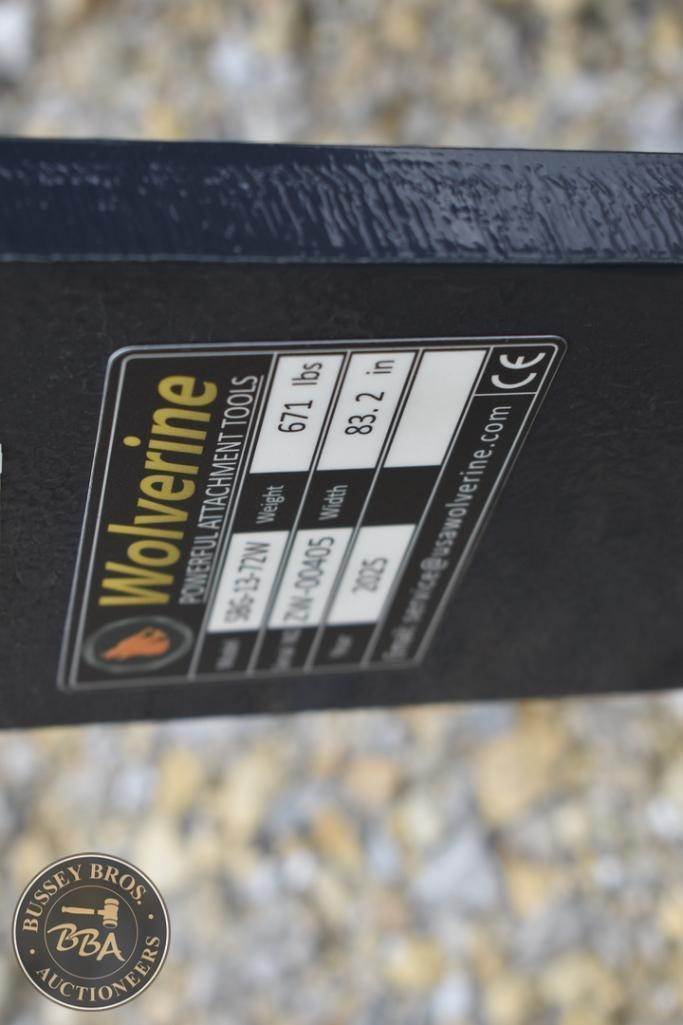 Wolverine
POWERFUL ATTACHMENT TOOLS
Model SBG-13-72W Weight 671 lbs
Serial No. ZW-00405 Width 83.2 in
Year 2025
Email: service@usawolverine.com CE
BUSSEY BROS.
BBA
AUCTIONEERS